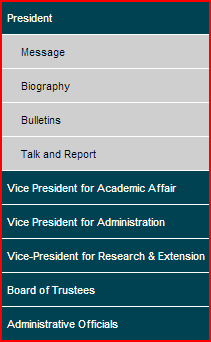 President
Message
Biography
Bulletins
Talk and Report
Vice President for Academic Affair
Vice President for Administration
Vice-President for Research & Extension
Board of Trustees
Administrative Officials